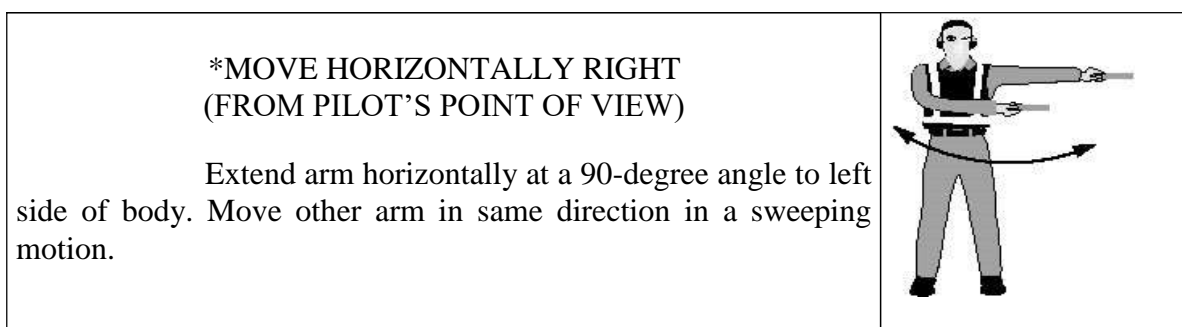 *MOVE HORIZONTALLY RIGHT
(FROM PILOT’S POINT OF VIEW)
Extend arm horizontally at a 90-degree angle to left
side of body. Move other arm in same direction in a sweeping
motion.